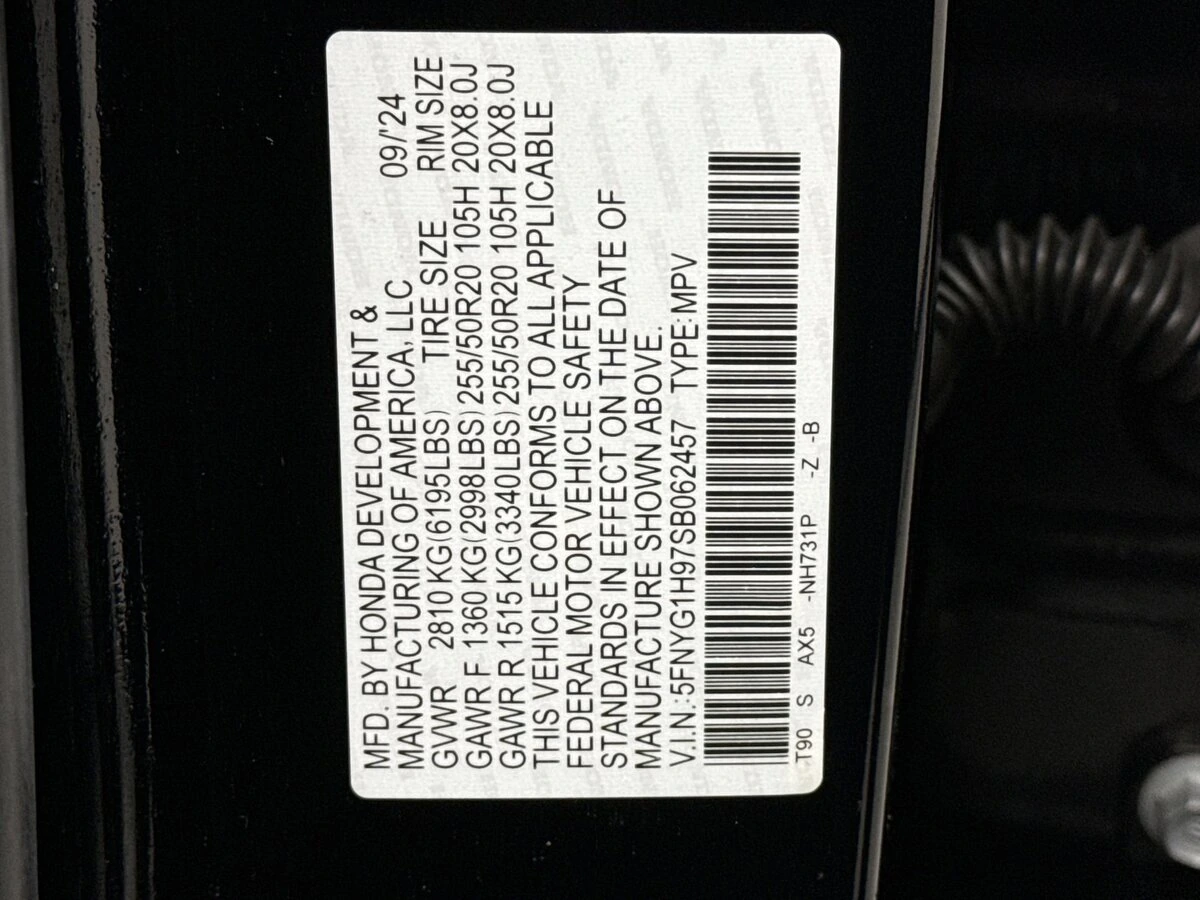 MFD. BY HONDA DEVELOPMENT &
MANUFACTURING OF AMERICA, LLC 09/'24
GVWR 2810 KG(6195LBS) TIRE SIZE RIM SIZE
GAWR F 1360 KG(2998LBS) 255/50R20 105H 20X8.0J
GAWR R 1515 KG(3340LBS) 255/50R20 105H 20X8.0J
THIS VEHICLE CONFORMS TO ALL APPLICABLE
FEDERAL MOTOR VEHICLE SAFETY
STANDARDS IN EFFECT ON THE DATE OF
MANUFACTURE SHOWN ABOVE.
V.I.N.:5FNYG1H97SB062457 TYPE:MPV
T90 S AX5 -NH731P -Z -B